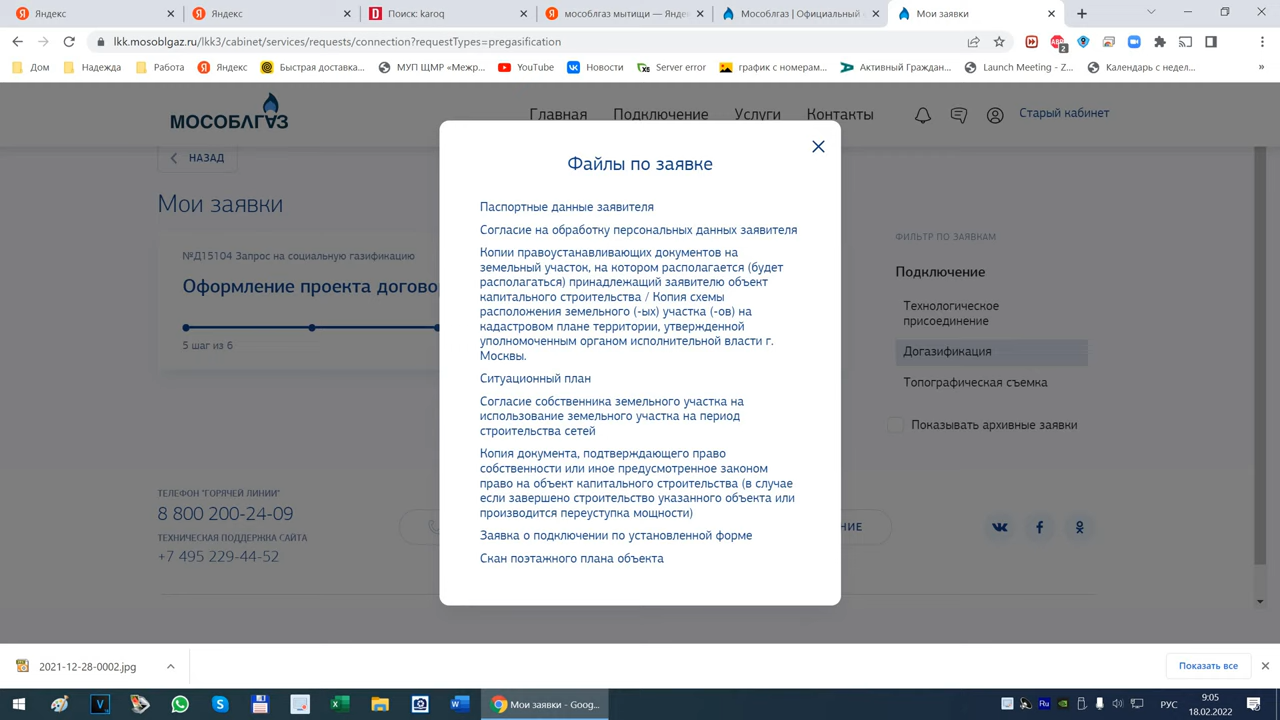 Яндекс
Яндекс
Поиск: karoq
мособлгаз мытищи — Янде
Мособлгаз | Официальный
Мои заявки
lkk.mosoblgaz.ru/lkk3/cabinet/services/requests/connection?requestTypes=pregasification
ABP
2
Дом
Надежда
Работа
Яндекс
Быстрая доставка...
МУП ЩМР «Межр...
YouTube
Новости
Server error
график с номерам...
Активный Граждан...
Launch Meeting - Z...
Календарь с недел...
»
МОСОБЛГАЗ
Главная
Подключение
Услуги
Контакты
Старый кабинет
НАЗАД
Мои заявки
№Д15104 Запрос на социальную газификацию
Оформление проекта догово
5 шаг из 6
Файлы по заявке
Паспортные данные заявителя
Согласие на обработку персональных данных заявителя
Копии правоустанавливающих документов на
земельный участок, на котором располагается (будет
располагаться) принадлежащий заявителю объект
капитального строительства / Копия схемы
расположения земельного (-ых) участка (-ов) на
кадастровом плане территории, утвержденной
уполномоченным органом исполнительной власти г.
Москвы.
Ситуационный план
Согласие собственника земельного участка на
использование земельного участка на период
строительства сетей
Копия документа, подтверждающего право
собственности или иное предусмотренное законом
право на объект капитального строительства (в случае
если завершено строительство указанного объекта или
производится переуступка мощности)
Заявка о подключении по установленной форме
Скан поэтажного плана объекта
ФИЛЬТР ПО ЗАЯВКАМ
Подключение
Технологическое
присоединение
Догазификация
Топографическая съемка
Показывать архивные заявки
ТЕЛЕФОН "ГОРЯЧЕЙ ЛИНИИ"
8 800 200-24-09
ТЕХНИЧЕСКАЯ ПОДДЕРЖКА САЙТА
+7 495 229-44-52
НИЕ
2021-12-28-0002.jpg
Показать все
Мои заявки - Goog...
Ru
РУС
9:05
18.02.2022